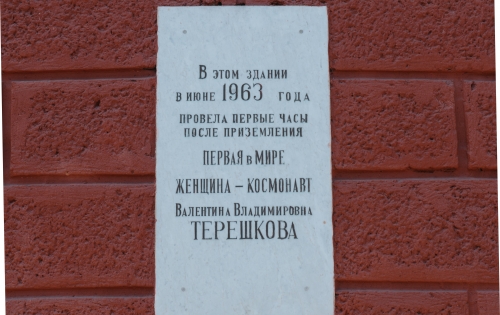 В этом здании
в июне 1963 года
провела первые часы
после приземления
ПЕРВАЯ в МИРЕ
ЖЕНЩИНА – КОСМОНАВТ
Валентина Владимировна
ТЕРЕШКОВА